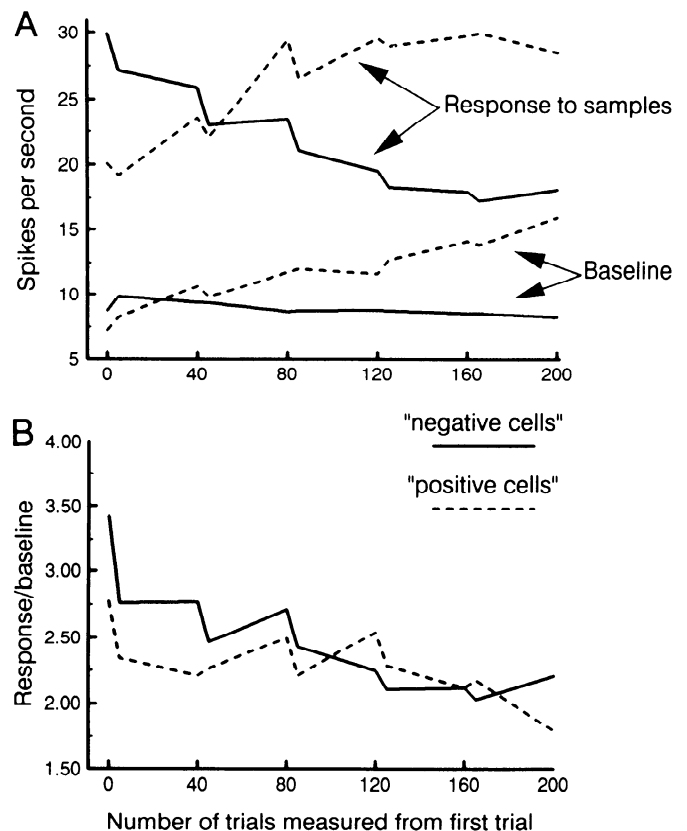 A
30
25
20
15
10
5
Spikes per second
Response to samples
Baseline
0 40 80 120 160 200
B
"negative cells"
"positive cells"
4.00
3.50
3.00
2.50
2.00
1.50
Response/baseline
0 40 80 120 160 200
Number of trials measured from first trial